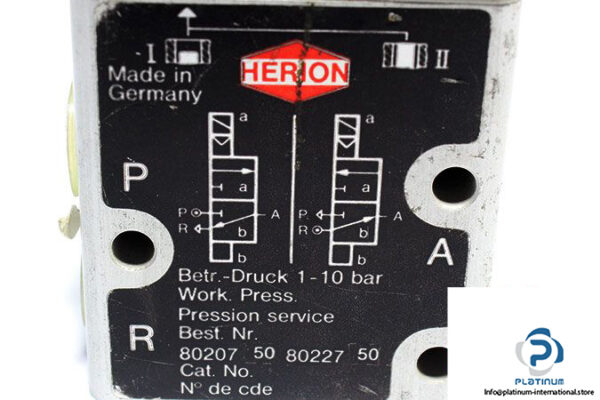 I II
Made in
Germany
HERION
a a
a a
P
P A P A
R R
b b
b b
A
Betr.-Druck 1-10 bar
Work. Press.
Pression service
R
Best. Nr.
80207 50 80227 50
Cat. No.
N° de cde
PLATINUM
Info@platinum-international.store